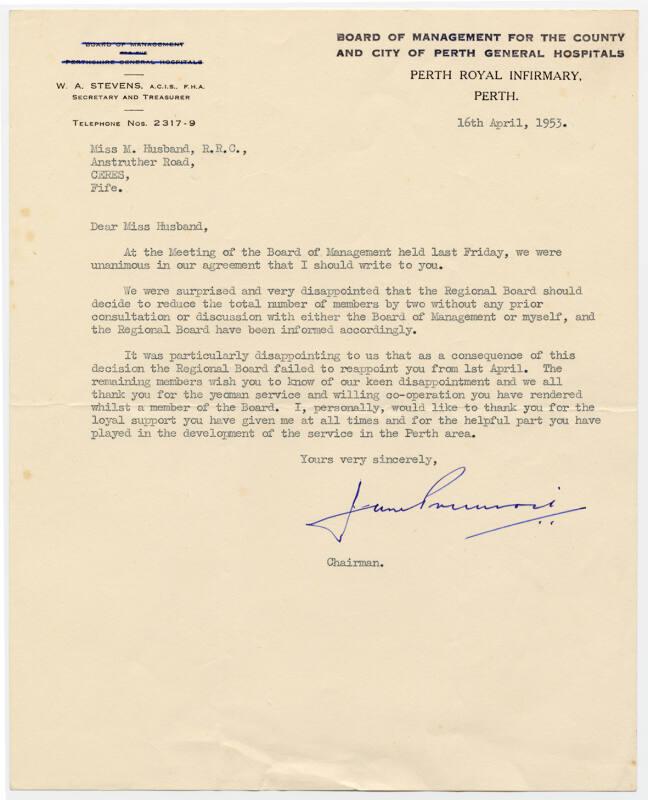 BOARD OF MANAGEMENT
FOR THE
PERTHSHIRE GENERAL HOSPITALS
W. A. STEVENS, A.C.I.S., F.H.A.
SECRETARY AND TREASURER
TELEPHONE NOS. 2317-9
BOARD OF MANAGEMENT FOR THE COUNTY
AND CITY OF PERTH GENERAL HOSPITALS
PERTH ROYAL INFIRMARY,
PERTH.
16th April, 1953.
Miss M. Husband, R.R.C.,
Anstruther Road,
CERES,
Fife.
Dear Miss Husband,
At the Meeting of the Board of Management held last Friday, we were
unanimous in our agreement that I should write to you.
We were surprised and very disappointed that the Regional Board should
decide to reduce the total number of members by two without any prior
consultation or discussion with either the Board of Management or myself, and
the Regional Board have been informed accordingly.
It was particularly disappointing to us that as a consequence of this
decision the Regional Board failed to reappoint you from 1st April. The
remaining members wish you to know of our keen disappointment and we all
thank you for the yeoman service and willing co-operation you have rendered
whilst a member of the Board. I, personally, would like to thank you for the
loyal support you have given me at all times and for the helpful part you have
played in the development of the service in the Perth area.
Yours very sincerely,
Chairman.